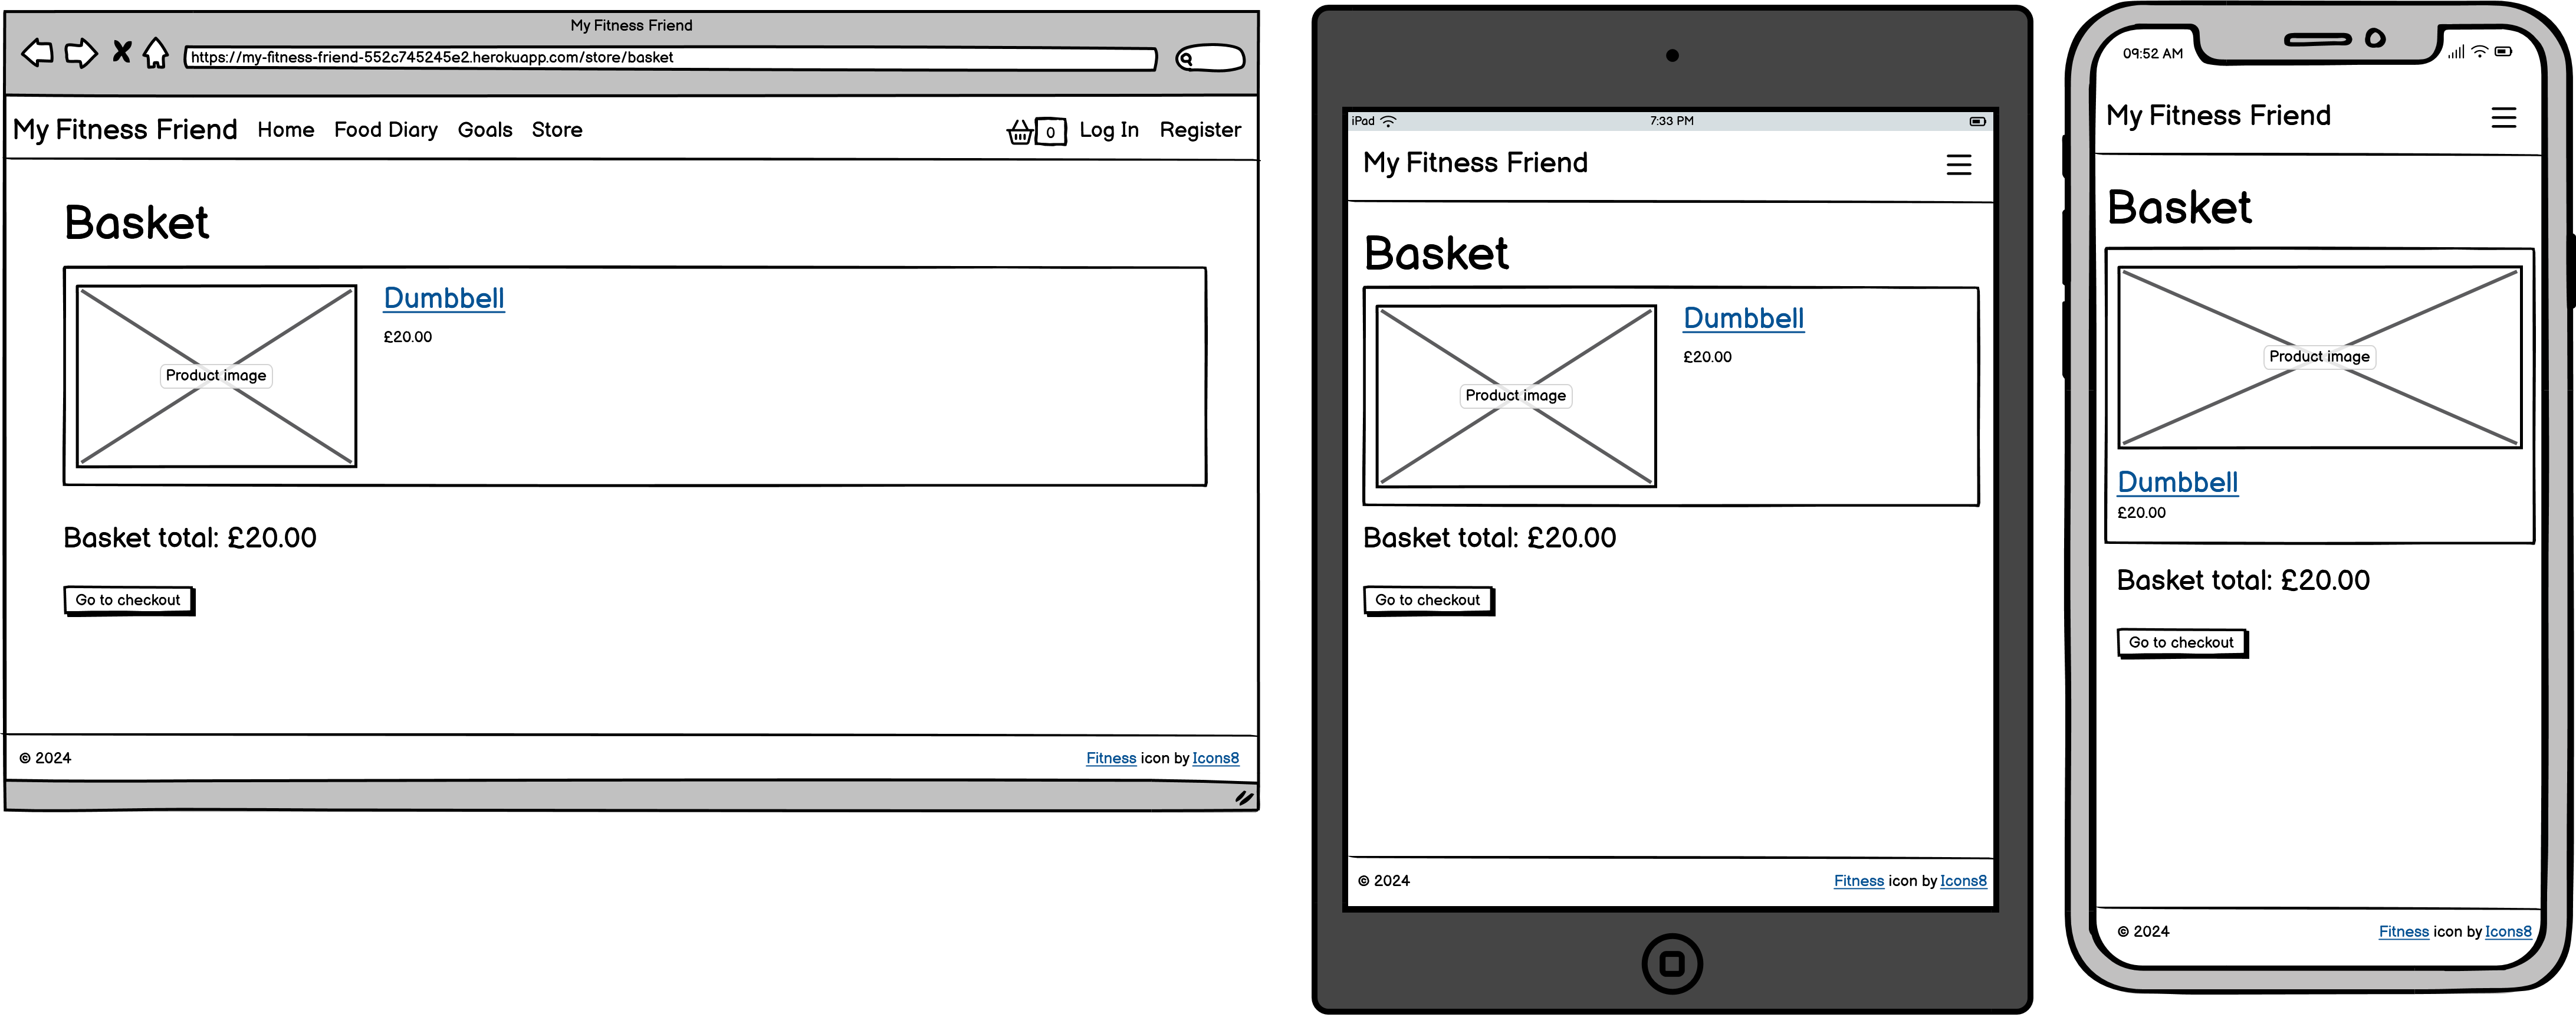 My Fitness Friend
https://my-fitness-friend-552c745245e2.herokuapp.com/store/basket
My Fitness Friend Home Food Diary Goals Store 0 Log In Register
Basket
Dumbbell
£20.00
Product image
Basket total: £20.00
Go to checkout
© 2024 Fitness icon by Icons8
iPad 7:33 PM
My Fitness Friend
Basket
Dumbbell
£20.00
Product image
Basket total: £20.00
Go to checkout
© 2024 Fitness icon by Icons8
09:52 AM
My Fitness Friend
Basket
Product image
Dumbbell
£20.00
Basket total: £20.00
Go to checkout
© 2024 Fitness icon by Icons8